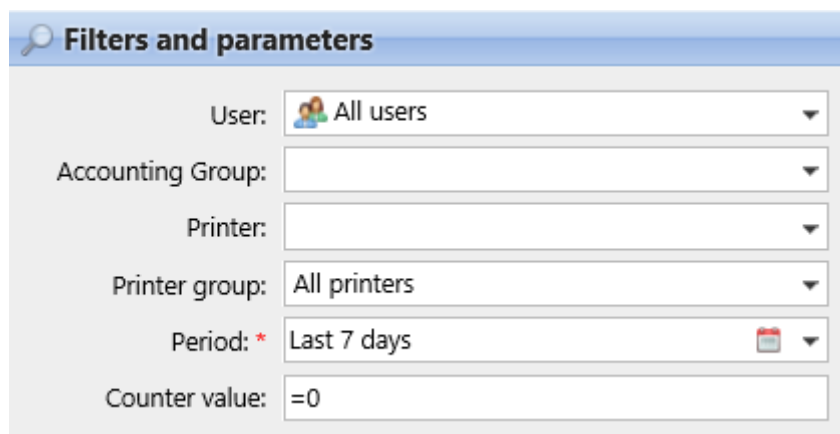 Filters and parameters
User: All users
Accounting Group:
Printer:
Printer group: All printers
Period: * Last 7 days
Counter value: =0